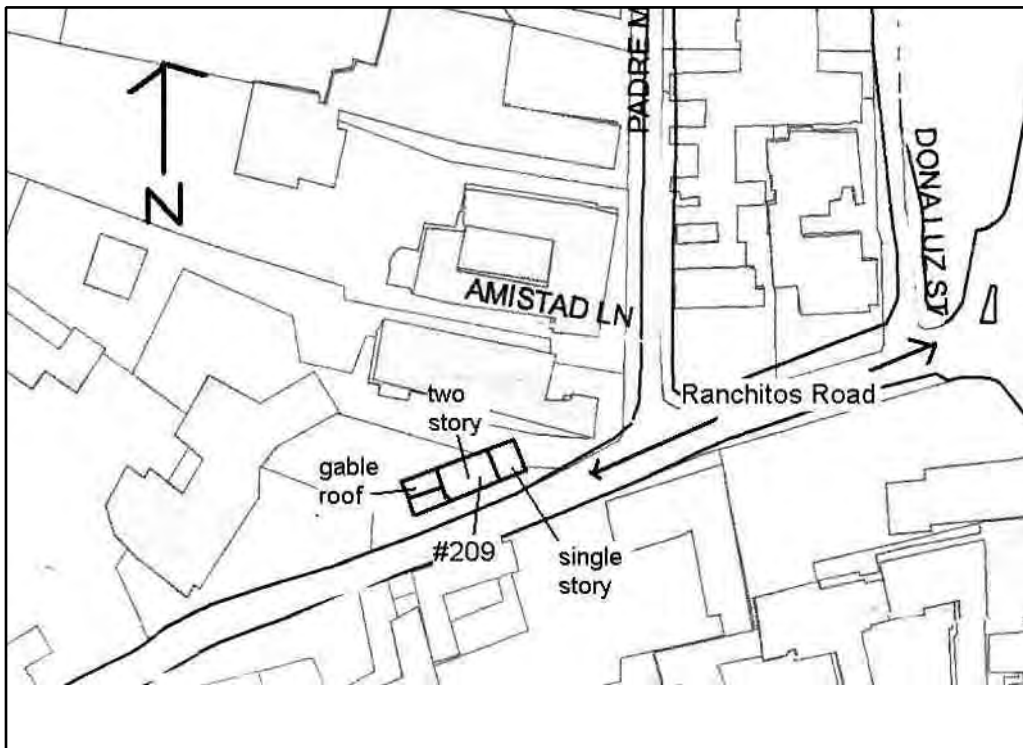 PADRE M
N
DONA LUZ ST
AMISTAD LN
Ranchitos Road
two
story
gable
roof
#209
single
story